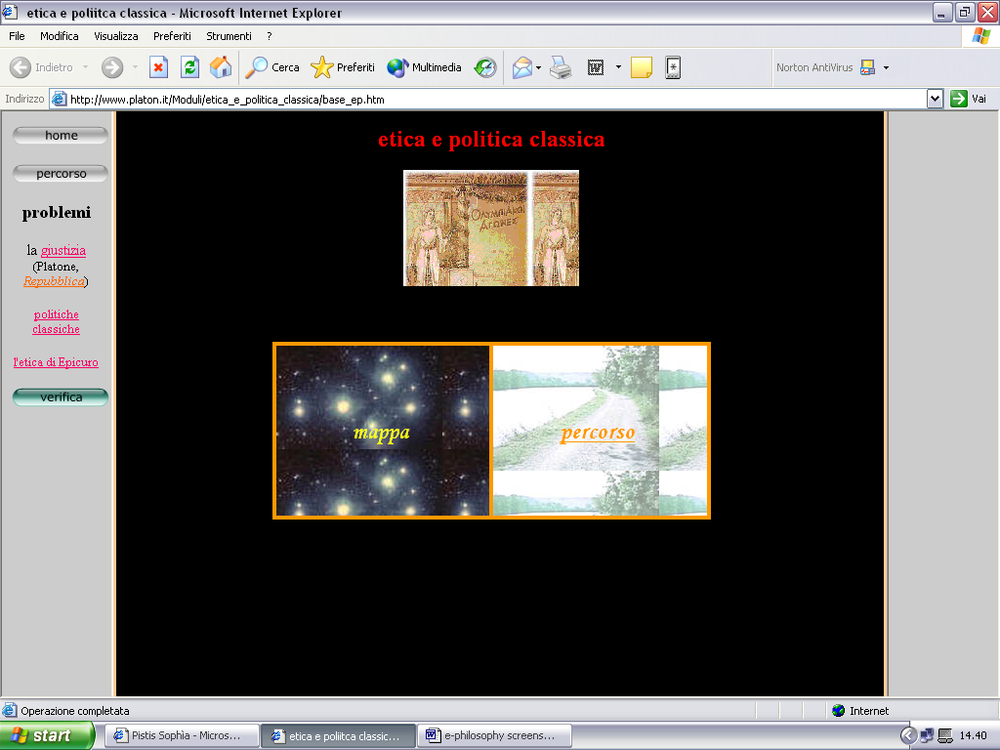 etica e poliitca classica - Microsoft Internet Explorer
File Modifica Visualizza Preferiti Strumenti ?
Indietro Cerca Preferiti Multimedia Norton AntiVirus
Indirizzo http://www.platon.it/Moduli/etica_e_politica_classica/base_ep.htm Vai
home
percorso
problemi
la giustizia
(Platone,
Repubblica)
politiche
classiche
l'etica di Epicuro
verifica
etica e politica classica
mappa percorso
Operazione completata Internet
start Pistis Sophìa - Micros... etica e poliitca classic... e-philosophy screens... 14.40